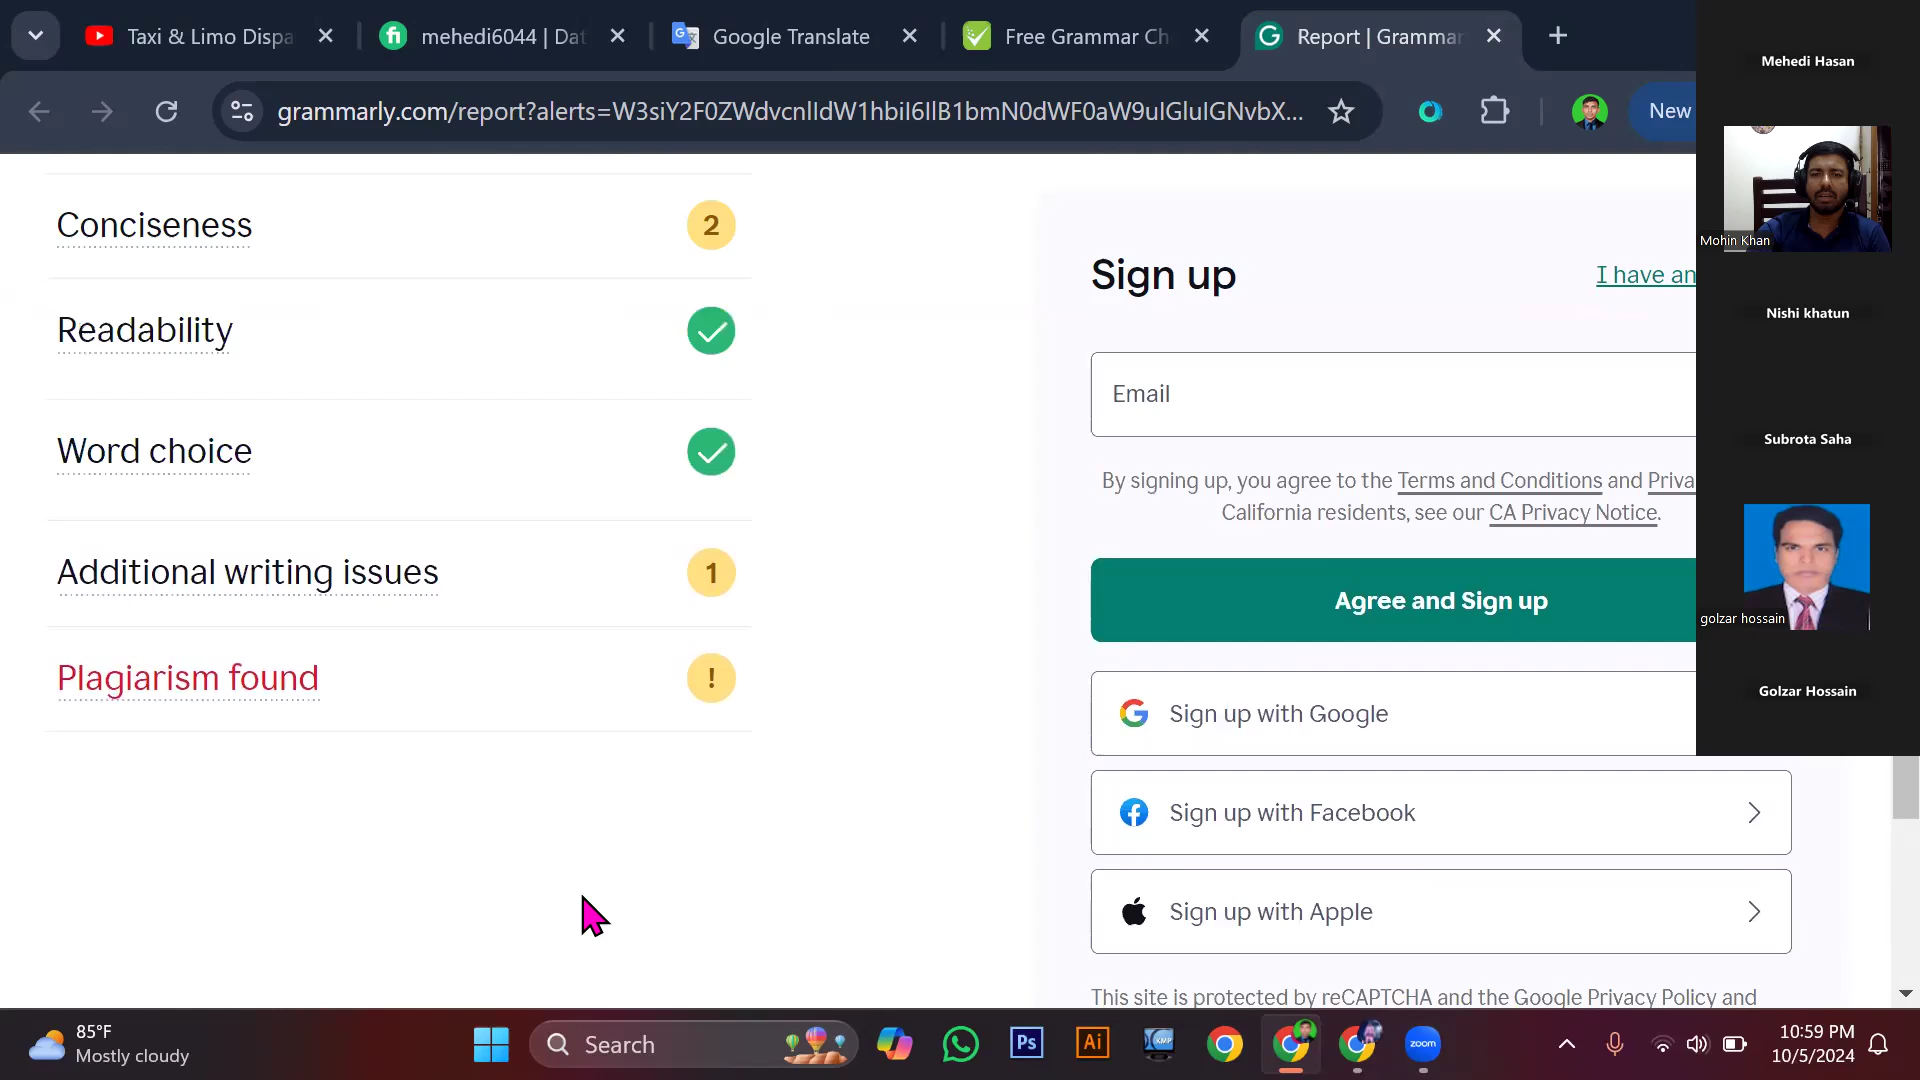 Taxi & Limo Dispa
mehedi6044 | Dat
Google Translate
Free Grammar Ch
Report | Grammar
grammarly.com/report?alerts=W3siY2F0ZWdvcnlIdW1hbiI6IlB1bmN0dWF0aW9uIGluIGNvbX...
New
Conciseness
2
Readability
Word choice
Additional writing issues
1
Plagiarism found
!
Sign up
I have an
Email
By signing up, you agree to the Terms and Conditions and Priva
California residents, see our CA Privacy Notice.
Agree and Sign up
Sign up with Google
Sign up with Facebook
Sign up with Apple
This site is protected by reCAPTCHA and the Google Privacy Policy and
Mehedi Hasan
Mohin Khan
Nishi khatun
Subrota Saha
golzar hossain
Golzar Hossain
85°F
Mostly cloudy
Search
Ps
Ai
KMP
zoom
10:59 PM
10/5/2024